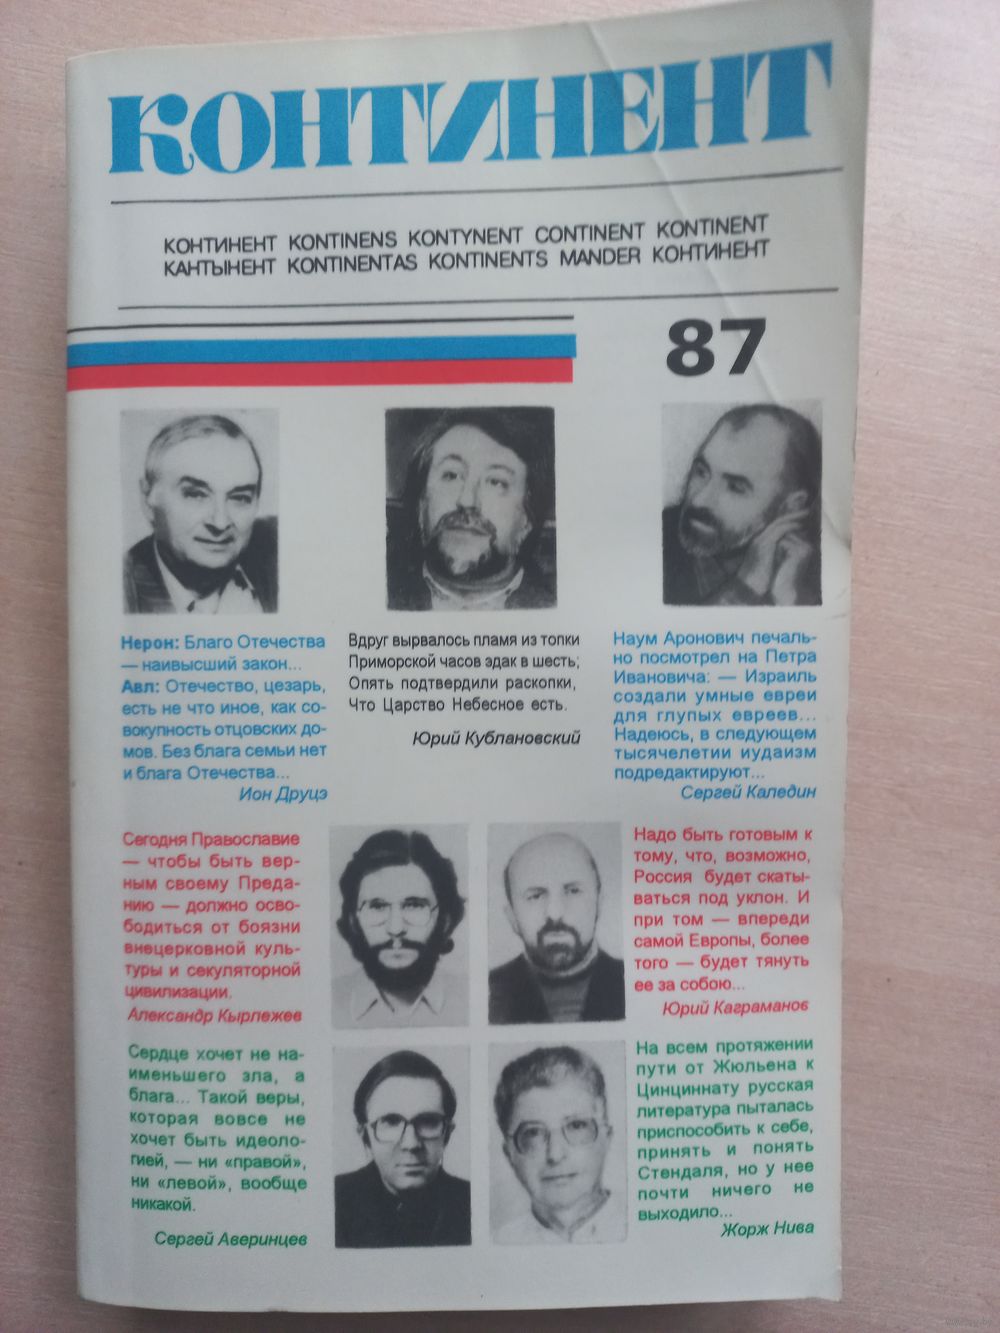 КОНТИНЕНТ
КОНТИНЕНТ KONTINENS KONTYNENT CONTINENT KONTINENT
КАНТЫНЕНТ KONTINENTAS KONTINENTS MANDER КОНТИНЕНТ
87
Нерон: Благо Отечества
— наивысший закон...
Авл: Отечество, цезарь,
есть не что иное, как со-
вокупность отцовских до-
мов. Без блага семьи нет
и блага Отечества...
Ион Друцэ
Вдруг вырвалось пламя из топки
Приморской часов эдак в шесть;
Опять подтвердили раскопки,
Что Царство Небесное есть.
Юрий Кублановский
Наум Аронович печаль-
но посмотрел на Петра
Ивановича: — Израиль
создали умные евреи
для глупых евреев...
Надеюсь, в следующем
тысячелетии иудаизм
подредактируют...
Сергей Каледин
Сегодня Православие
— чтобы быть вер-
ным своему Преда-
нию — должно осво-
бодиться от боязни
внецерковной куль-
туры и секуляторной
цивилизации.
Александр Кырлежев
Надо быть готовым к
тому, что, возможно,
Россия будет скаты-
ваться под уклон. И
при том — впереди
самой Европы, более
того — будет тянуть
ее за собою...
Юрий Каграманов
Сердце хочет не на-
именьшего зла, а
блага... Такой веры,
которая вовсе не
хочет быть идеоло-
гией, — ни «правой»,
ни «левой», вообще
никакой.
Сергей Аверинцев
На всем протяжении
пути от Жюльена к
Цинциннату русская
литература пыталась
приспособить к себе,
принять и понять
Стендаля, но у нее
почти ничего не
выходило...
Жорж Нива